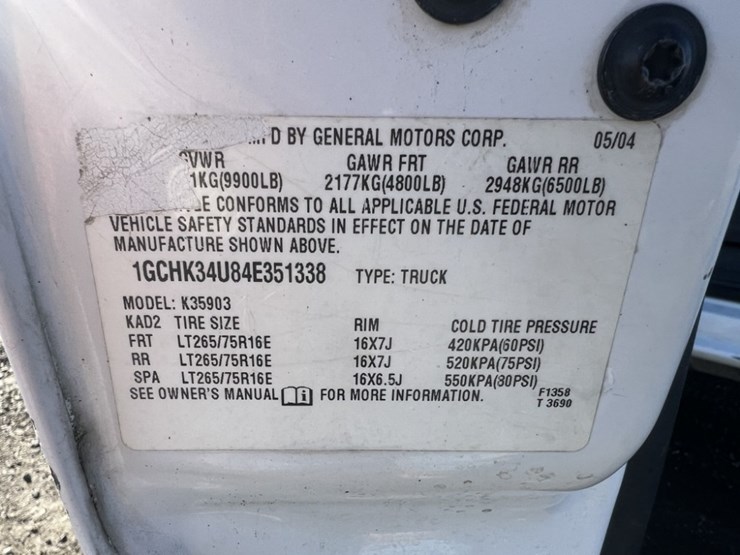 D BY GENERAL MOTORS CORP. 05/04
GVWR GAWR FRT GAWR RR
1KG(9900LB) 2177KG(4800LB) 2948KG(6500LB)
LE CONFORMS TO ALL APPLICABLE U.S. FEDERAL MOTOR
VEHICLE SAFETY STANDARDS IN EFFECT ON THE DATE OF
MANUFACTURE SHOWN ABOVE.
1GCHK34U84E351338 TYPE: TRUCK
MODEL: K35903
KAD2 TIRE SIZE RIM COLD TIRE PRESSURE
FRT LT265/75R16E 16X7J 420KPA(60PSI)
RR LT265/75R16E 16X7J 520KPA(75PSI)
SPA LT265/75R16E 16X6.5J 550KPA(80PSI)
SEE OWNER'S MANUAL i FOR MORE INFORMATION.
F1358
T 3690